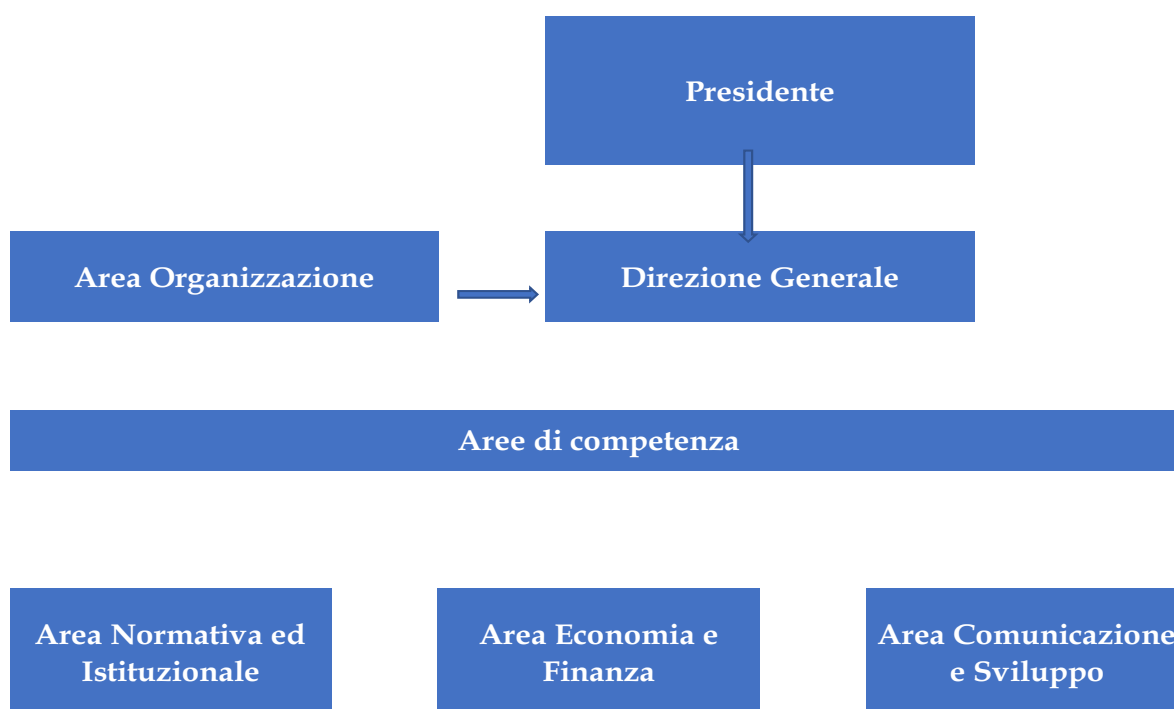 Presidente
Area Organizzazione
Direzione Generale
Aree di competenza
Area Normativa ed
Istituzionale
Area Economia e
Finanza
Area Comunicazione
e Sviluppo